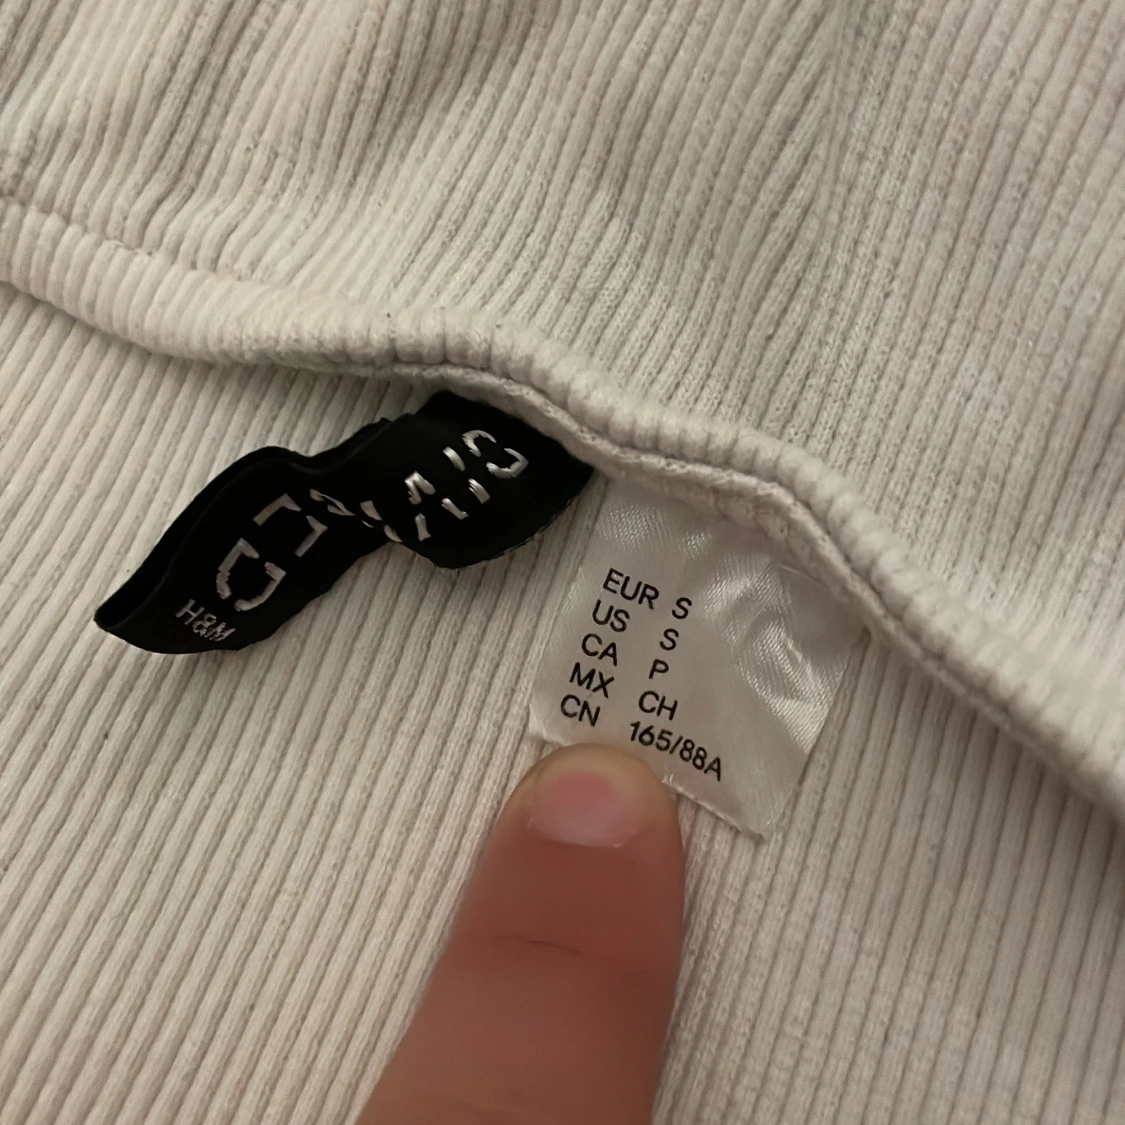 H&M
EUR S
US S
CA P
MX CH
CN 165/88A